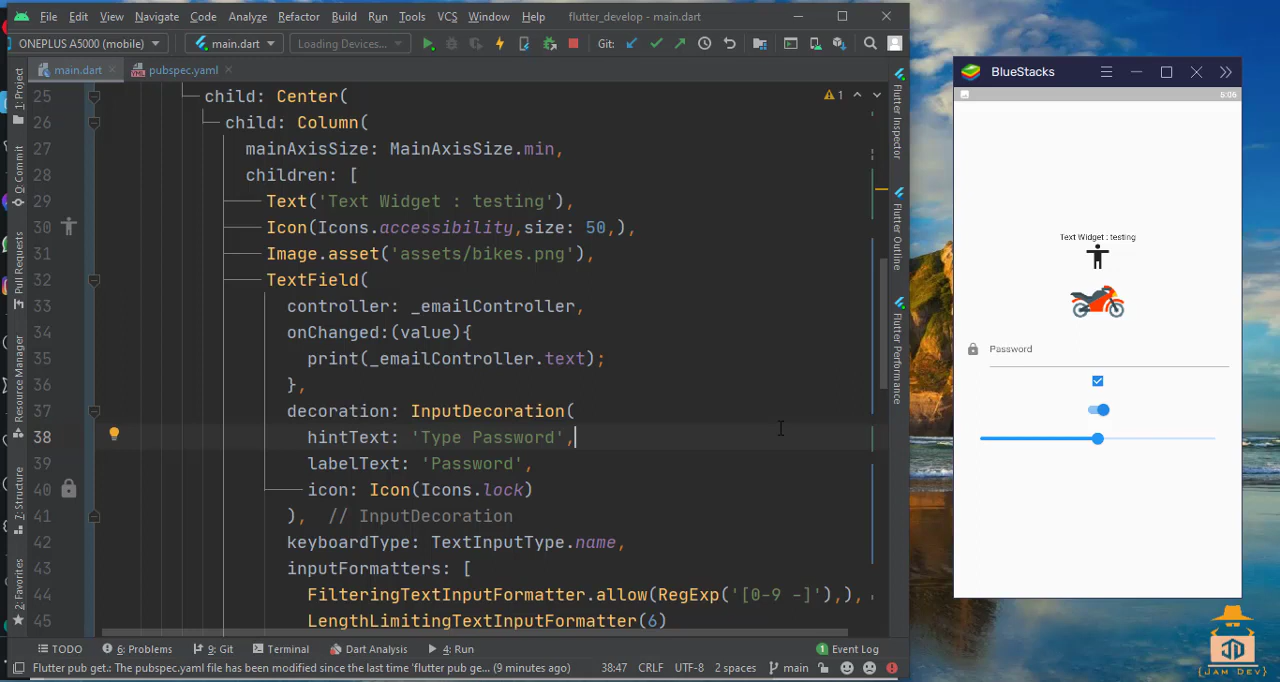 File Edit View Navigate Code Analyze Refactor Build Run Tools VCS Window Help flutter_develop - main.dart
ONEPLUS A5000 (mobile) main.dart Loading Devices... Git:
main.dart pubspec.yaml
1
25 child: Center(
26 child: Column(
27 mainAxisSize: MainAxisSize.min,
28 children: [
29 Text('Text Widget : testing'),
30 Icon(Icons.accessibility,size: 50,),
31 Image.asset('assets/bikes.png'),
32 TextField(
33 controller: _emailController,
34 onChanged:(value){
35 print(_emailController.text);
36 },
37 decoration: InputDecoration(
38 hintText: 'Type Password',
39 labelText: 'Password',
40 icon: Icon(Icons.lock)
41 ), // InputDecoration
42 keyboardType: TextInputType.name,
43 inputFormatters: [
44 FilteringTextInputFormatter.allow(RegExp('[0-9 -]'),),
45 LengthLimitingTextInputFormatter(6)
1: Project
0: Commit
Pull Requests
Resource Manager
7: Structure
2: Favorites
Flutter Inspector
Flutter Outline
Flutter Performance
TODO 6: Problems 9: Git Terminal Dart Analysis 4: Run 1 Event Log
Flutter pub get.: The pubspec.yaml file has been modified since the last time 'flutter pub ge... (9 minutes ago) 38:47 CRLF UTF-8 2 spaces main
BlueStacks
5:06
Text Widget : testing
Password
JD
{JAM DEV}